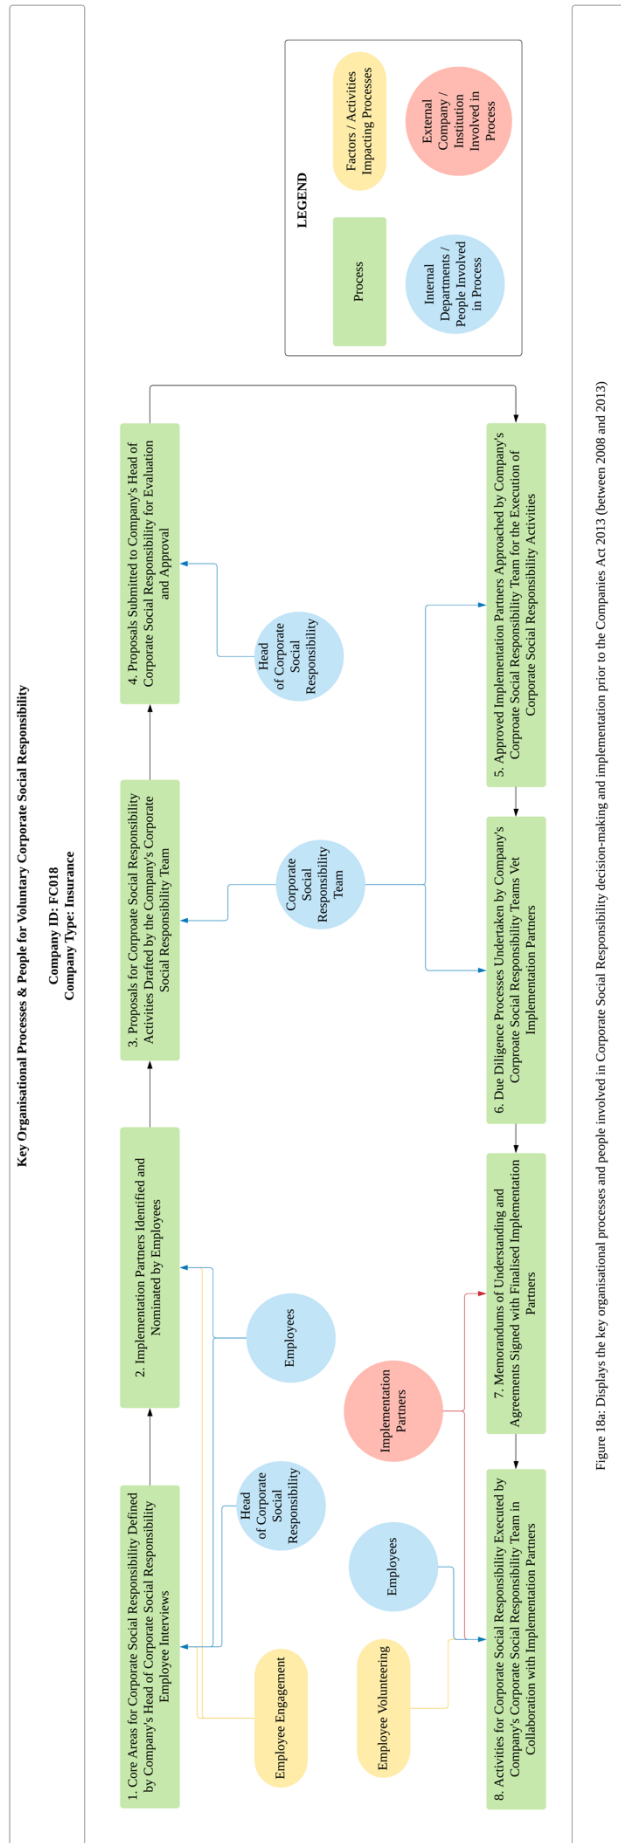 Key Organisational Processes & People for Voluntary Corporate Social Responsibility
Company ID: FC018
Company Type: Insurance
1. Core Areas for Corporate Social Responsibility Defined
by Company's Head of Corporate Social Responsibility by
Employee Interviews
2. Implementation Partners Identified and
Nominated by Employees
3. Proposals for Corproate Social Responsibility
Activities Drafted by the Company's Corporate
Social Responsibility Team
4. Proposals Submitted to Company's Head of
Corporate Social Responsibility for Evaluation
and Approval
LEGEND
Process
Factors / Activities
Impacting Processes
Internal
Departments /
People Involved
in Process
External
Company /
Institution
Involved in
Process
Employee Engagement
Head
of Corporate
Social
Responsibility
Employees
Corporate
Social
Responsibility
Team
Head
of Corporate
Social
Responsibility
Employee Volunteering
Employees
Implementation
Partners
8. Activities for Corporate Social Responsibility Executed by
Company's Corporate Social Responsibility Team in
Collaboration with Implementation Partners
7. Memorandums of Understanding and
Agreements Signed with Finalised Implementation
Partners
6. Due Diligence Processes Undertaken by Company's
Corproate Social Responsibility Teams Vet
Implementation Partners
5. Approved Implementation Partners Approached by Company's
Corproate Social Responsibility Team for the Execution of
Corporate Social Responsibility Activities
Figure 18a: Displays the key organisational processes and people involved in Corporate Social Responsibility decision-making and implementation prior to the Companies Act 2013 (between 2008 and 2013)